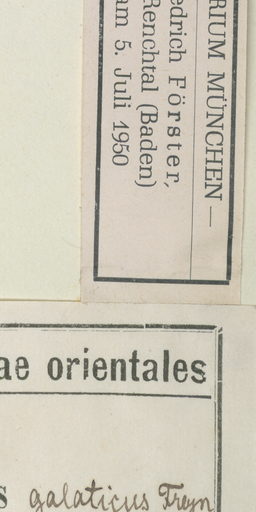 RIUM MÜNCHEN —
edrich Förster,
Renchtal (Baden)
am 5. Juli 1950
ae orientales
s galaticus Freyn